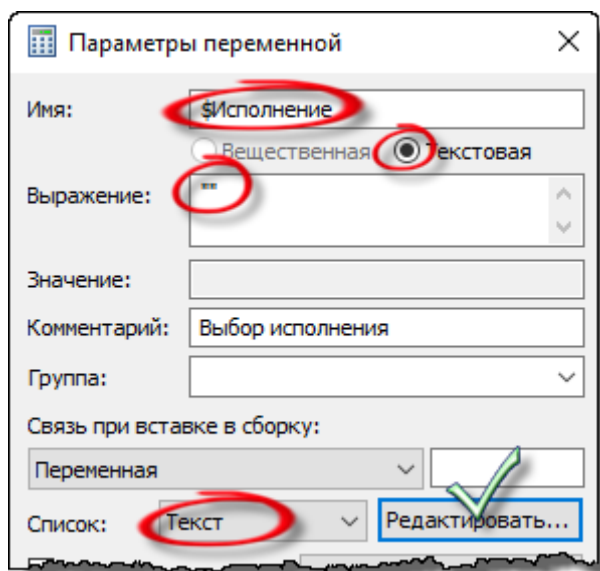 Параметры переменной
Имя: $Исполнение
Вещественная Текстовая
Выражение: ""
Значение:
Комментарий: Выбор исполнения
Группа:
Связь при вставке в сборку:
Переменная
Список: Текст Редактировать...